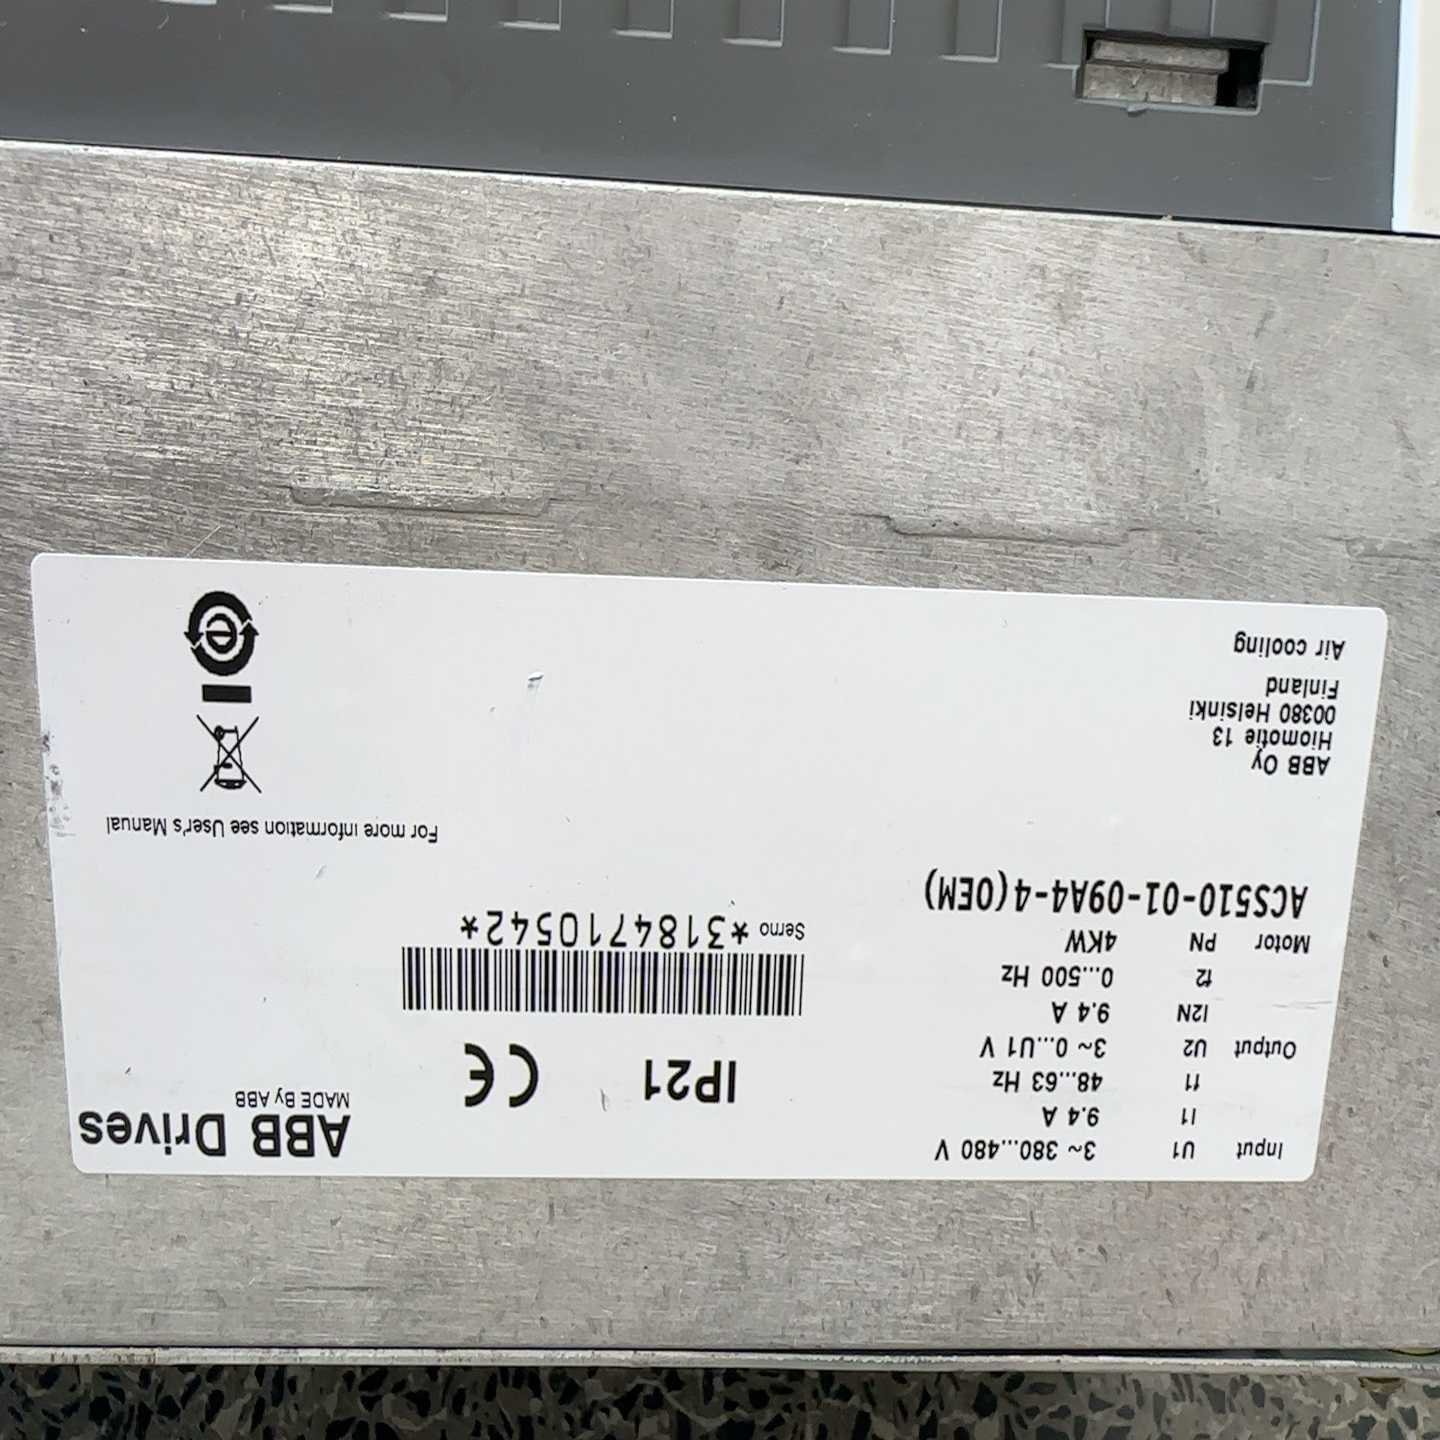 Input U1 3~ 380...480 V
I1 9.4 A
f1 48...63 Hz
Output U2 3~ 0...U1 V
I2N 9.4 A
f2 0...500 Hz
Motor PN 4KW
ACS510-01-09A4-4(OEM)
ABB Oy
Hiomotie 13
00380 Helsinki
Finland
Air cooling
IP21 CE
Serno *3184710542*
ABB Drives
MADE By ABB
For more information see User's Manual
e